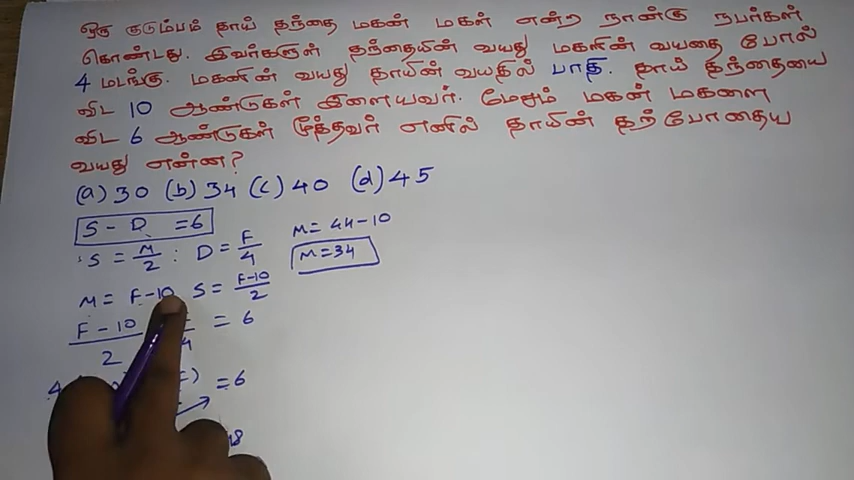 ஒரு குடும்பம் தாய் தந்தை மகன் மகள் என்ற நான்கு நபர்கள்
கொண்டது. இவர்களுள் தந்தையின் வயது மகளின் வயதை போல்
4 மடங்கு. மகனின் வயது தாயின் வயதில் பாதி. தாய் தந்தையை
விட 10 ஆண்டுகள் இளையவர். மேலும் மகன் மகளை
விட 6 ஆண்டுகள் மூத்தவர் எனில் தாயின் தற்போதைய
வயது என்ன?
(a) 30 (b) 34 (c) 40 (d) 45
S - D = 6
S = M/2 : D = F/4
M = 44-10
M = 34
M = F-10 S = F-10/2
F - 10/2 4 = 6
4 = 6